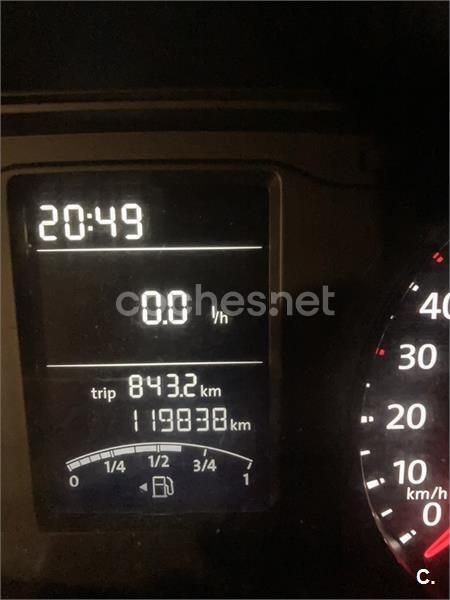 20:49
coches.net
0.0 l/h
trip 843.2 km
119838 km
0 1/4 1/2 3/4 1
40
30
20
10
km/h
0
C.